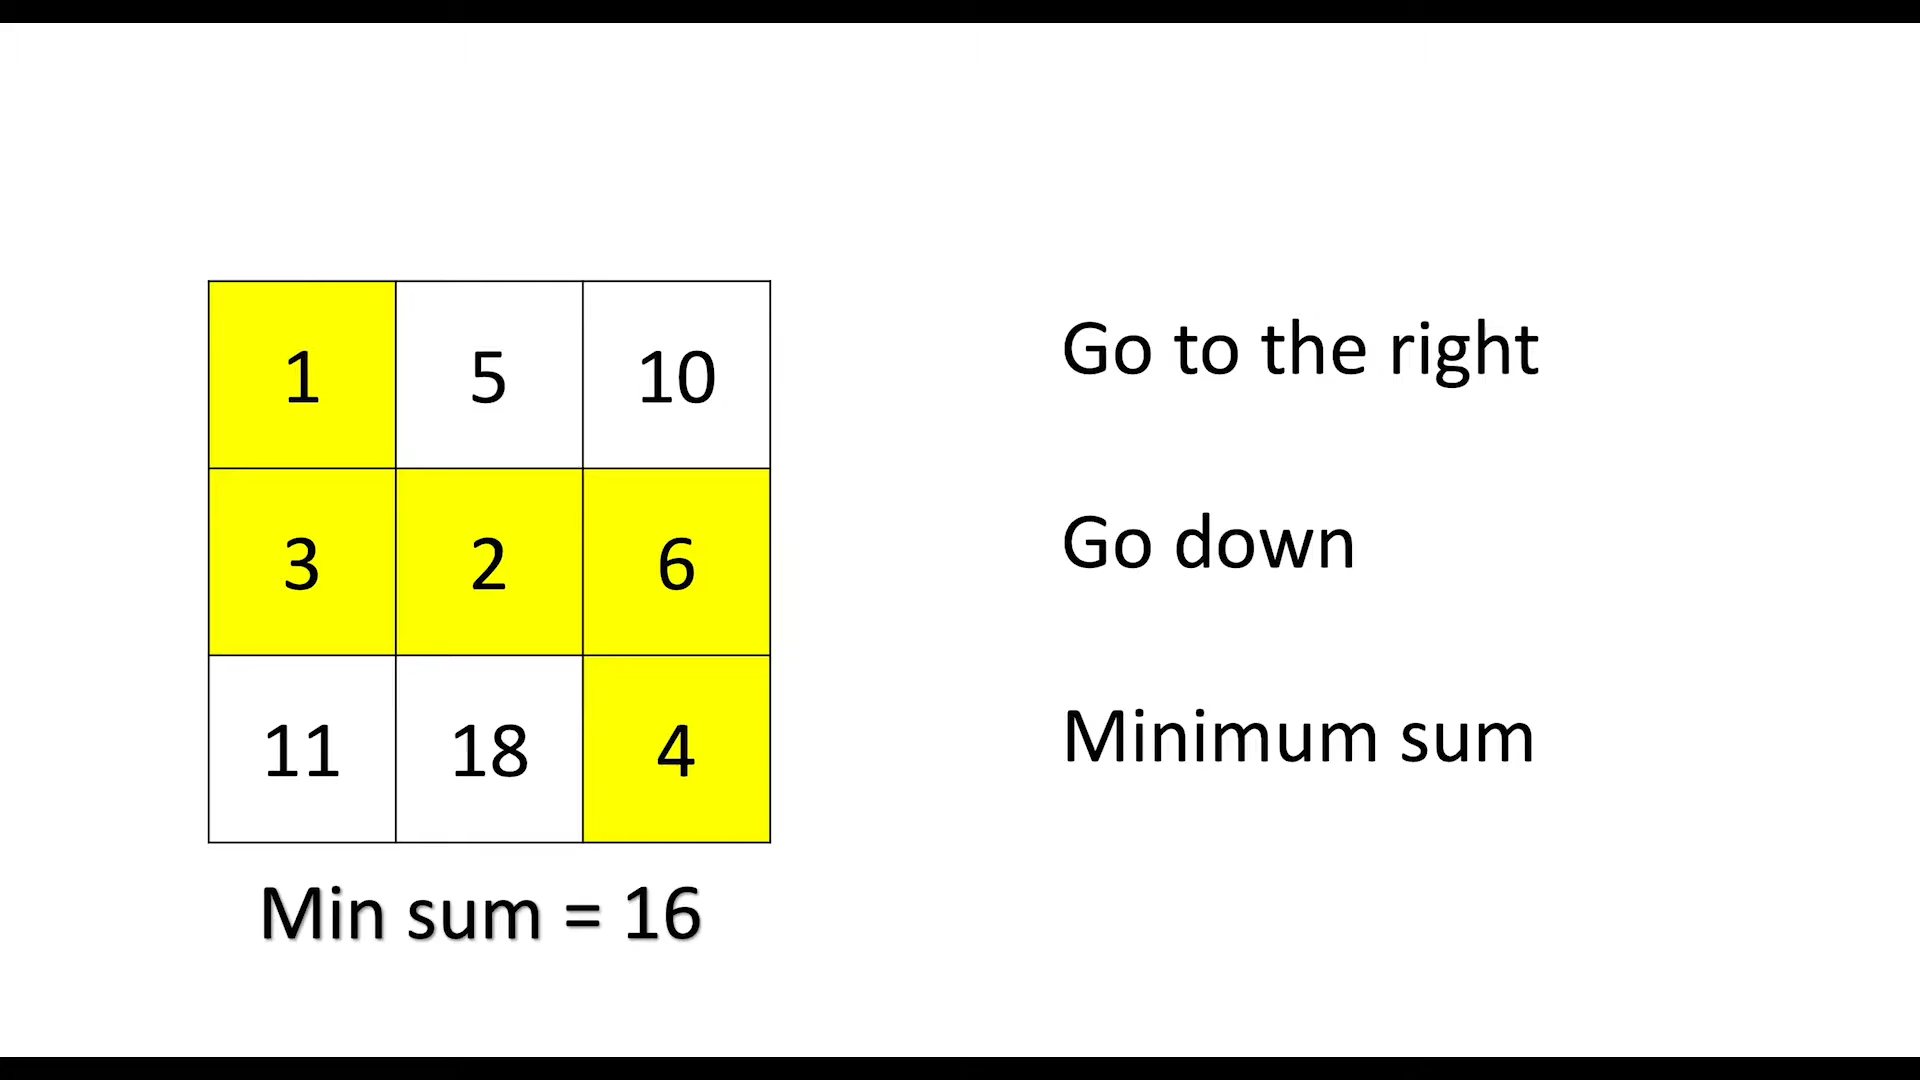 1 5 10
3 2 6
11 18 4
Min sum = 16
Go to the right
Go down
Minimum sum